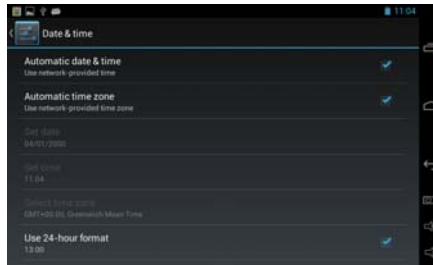 11:04
Date & time
Automatic date & time
Use network-provided time
Automatic time zone
Use network-provided time zone
Set date
04/01/2000
Set time
11:04
Select time zone
GMT+00:00, Greenwich Mean Time
Use 24-hour format
13:00